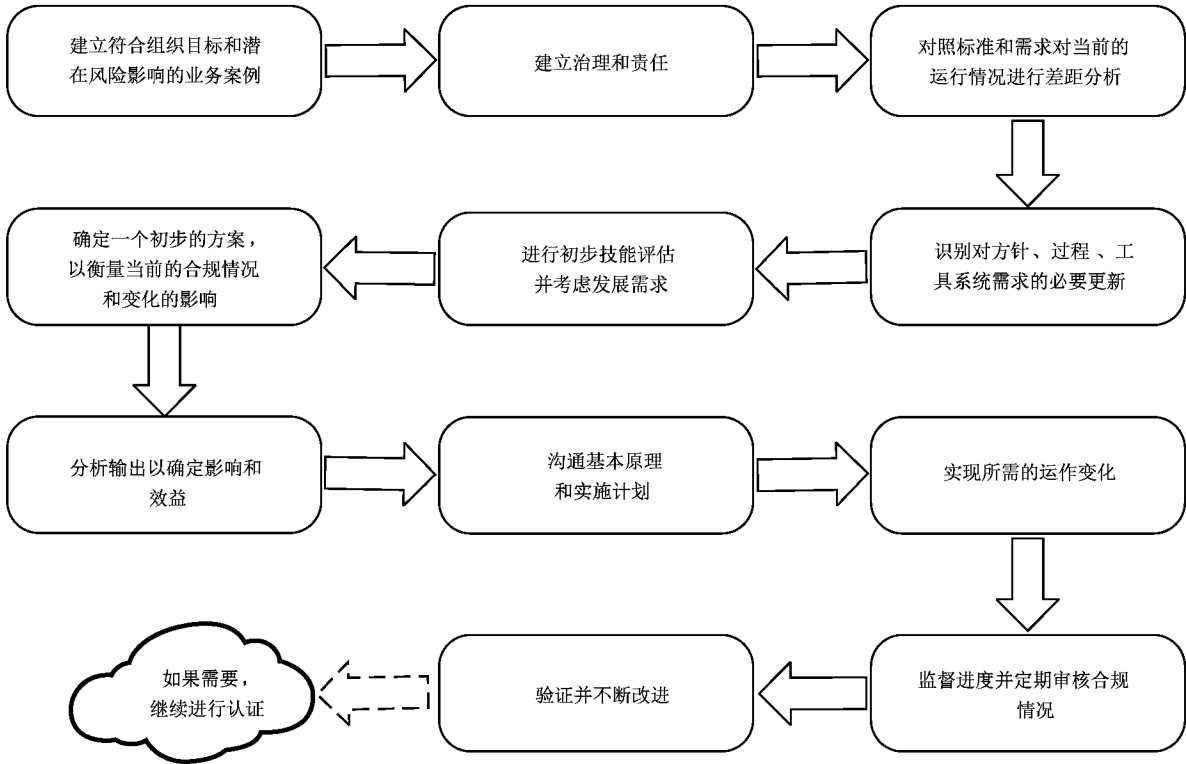 建立符合组织目标和潜
在风险影响的业务案例
建立治理和责任
对照标准和需求对当前的
运行情况进行差距分析
识别对方针、过程、工
具系统需求的必要更新
进行初步技能评估
并考虑发展需求
确定一个初步的方案，
以衡量当前的合规情况
和变化的影响
分析输出以确定影响和
效益
沟通基本原理
和实施计划
实现所需的运作变化
监督进度并定期审核合规
情况
验证并不断改进
如果需要，
继续进行认证